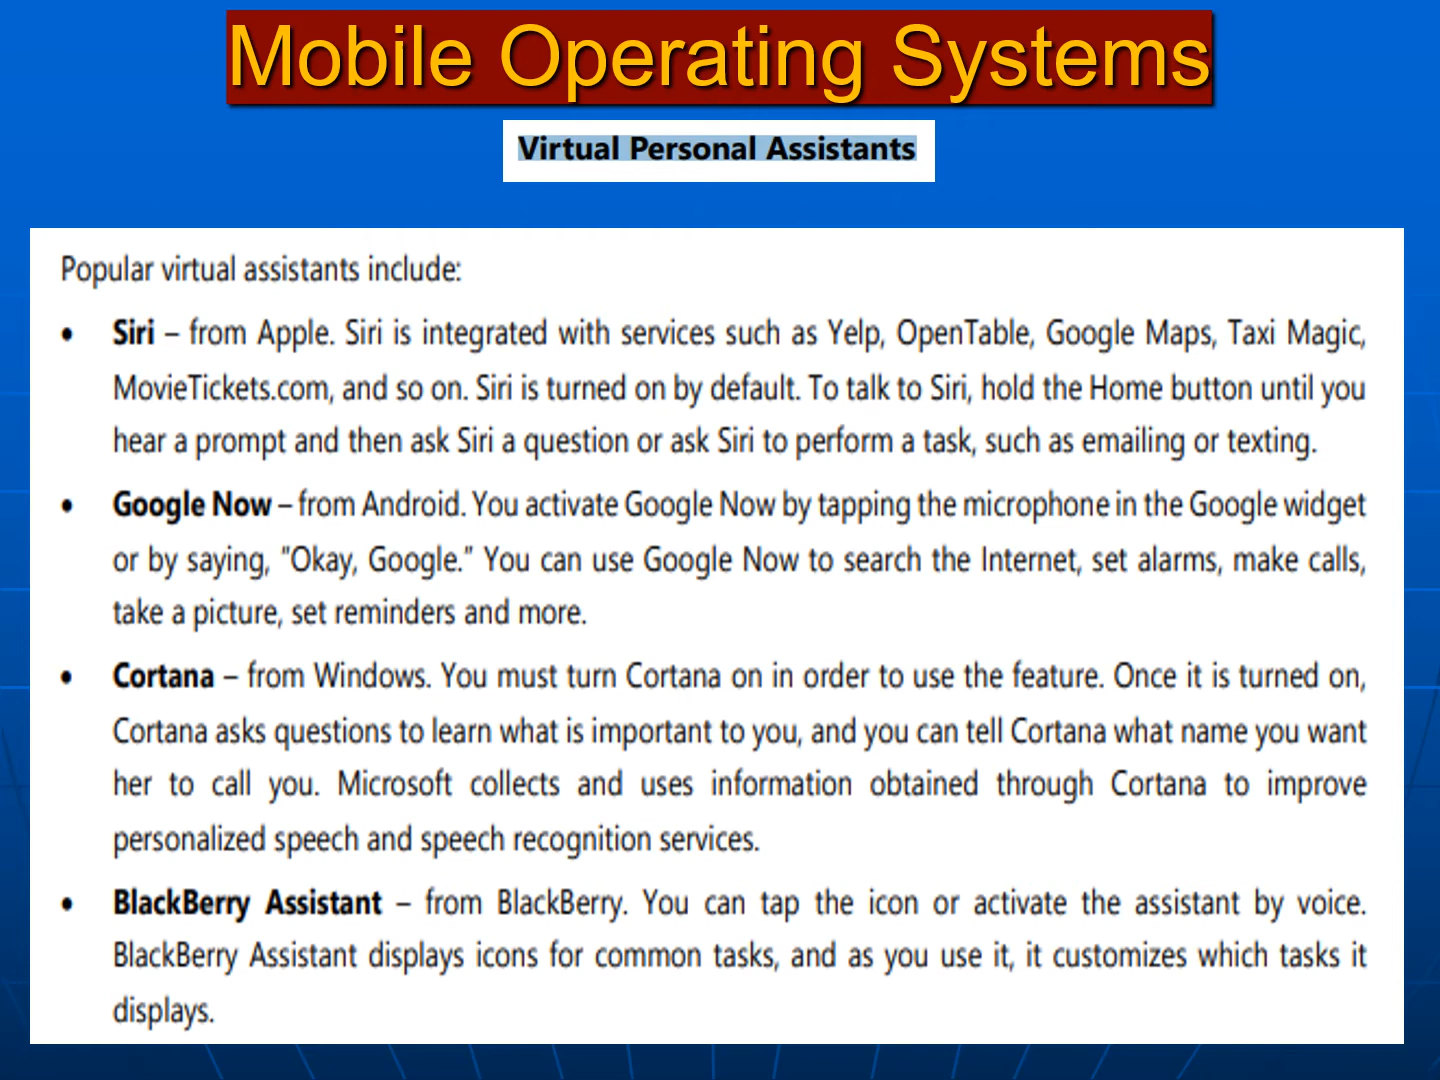 Mobile Operating Systems
Virtual Personal Assistants
Popular virtual assistants include:
• Siri – from Apple. Siri is integrated with services such as Yelp, OpenTable, Google Maps, Taxi Magic,
MovieTickets.com, and so on. Siri is turned on by default. To talk to Siri, hold the Home button until you
hear a prompt and then ask Siri a question or ask Siri to perform a task, such as emailing or texting.
• Google Now – from Android. You activate Google Now by tapping the microphone in the Google widget
or by saying, "Okay, Google." You can use Google Now to search the Internet, set alarms, make calls,
take a picture, set reminders and more.
• Cortana – from Windows. You must turn Cortana on in order to use the feature. Once it is turned on,
Cortana asks questions to learn what is important to you, and you can tell Cortana what name you want
her to call you. Microsoft collects and uses information obtained through Cortana to improve
personalized speech and speech recognition services.
• BlackBerry Assistant – from BlackBerry. You can tap the icon or activate the assistant by voice.
BlackBerry Assistant displays icons for common tasks, and as you use it, it customizes which tasks it
displays.